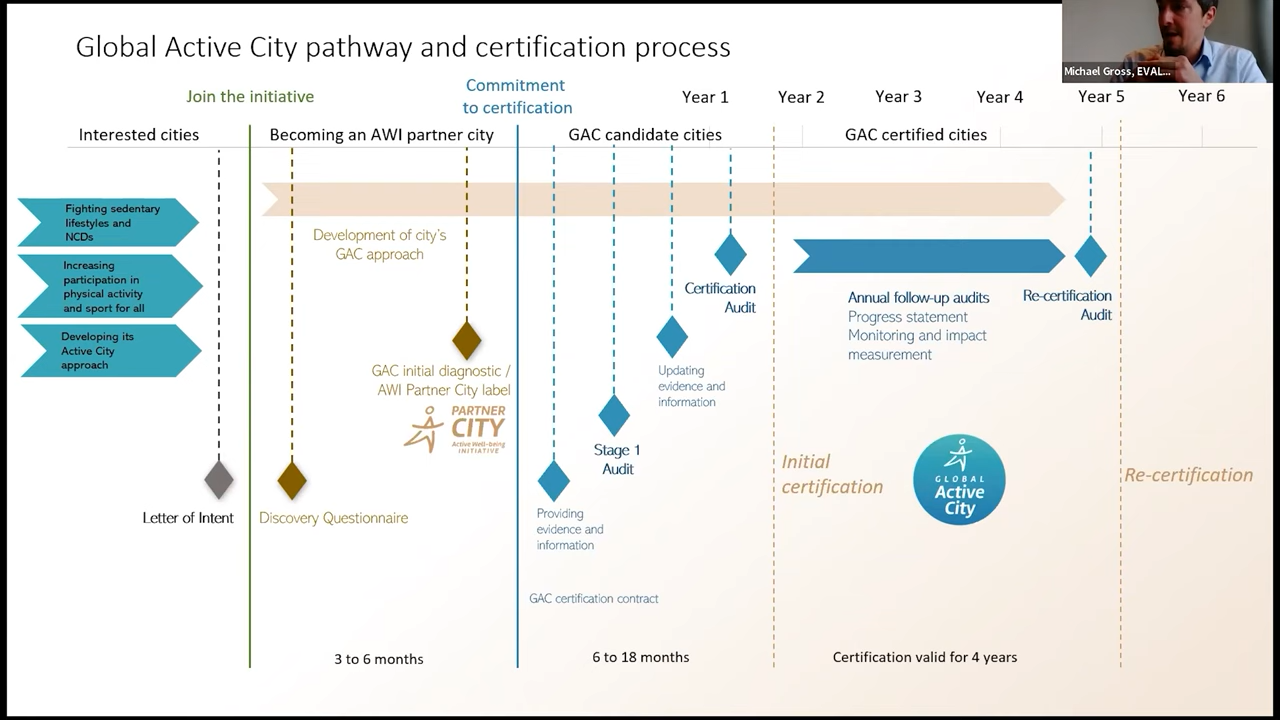 Global Active City pathway and certification process
Michael Gross, EVAL...
Join the initiative
Commitment
to certification
Year 1
Year 2
Year 3
Year 4
Year 5
Year 6
Interested cities
Becoming an AWI partner city
GAC candidate cities
GAC certified cities
Fighting sedentary
lifestyles and
NCDs
Increasing
participation in
physical activity
and sport for all
Developing its
Active City
approach
Letter of Intent
Development of city's
GAC approach
Discovery Questionnaire
GAC initial diagnostic /
AWI Partner City label
PARTNER
CITY
Active Well-being
INITIATIVE
Providing
evidence and
information
Stage 1
Audit
Updating
evidence and
information
Certification
Audit
GAC certification contract
Annual follow-up audits
Progress statement
Monitoring and impact
measurement
Re-certification
Audit
Initial
certification
GLOBAL
Active
City
Re-certification
3 to 6 months
6 to 18 months
Certification valid for 4 years